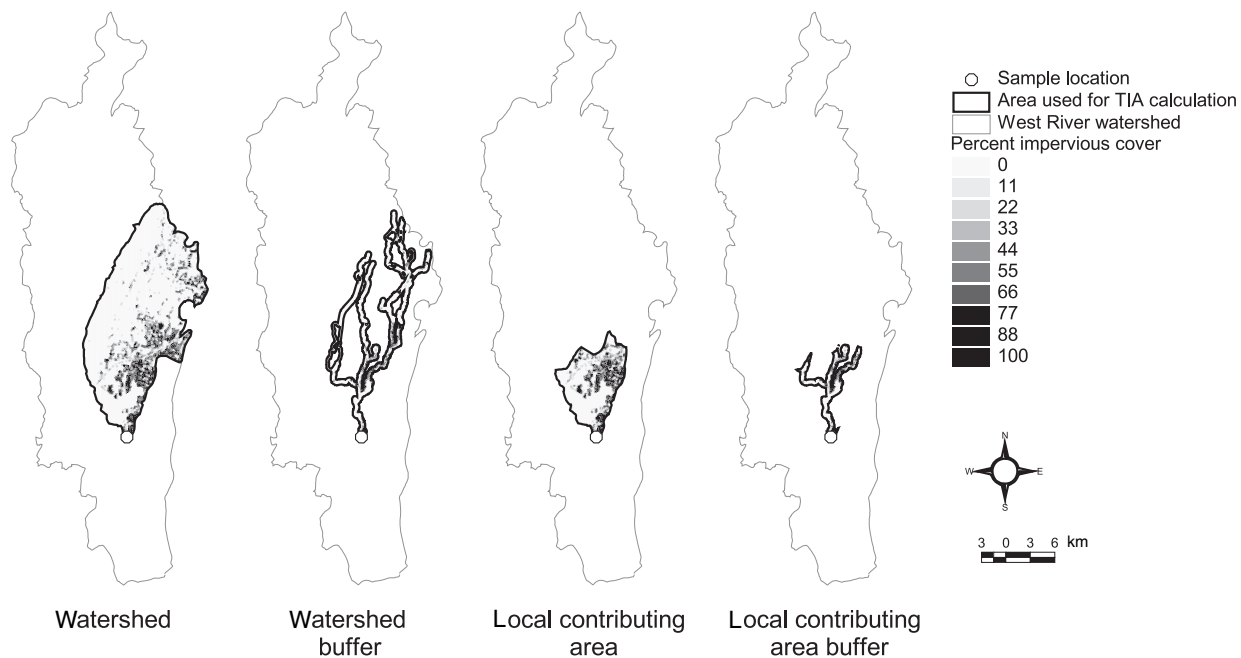 Sample location
Area used for TIA calculation
West River watershed
Percent impervious cover
0
11
22
33
44
55
66
77
88
100
N
W E
S
3 0 3 6 km
Watershed
Watershed
buffer
Local contributing
area
Local contributing
area buffer